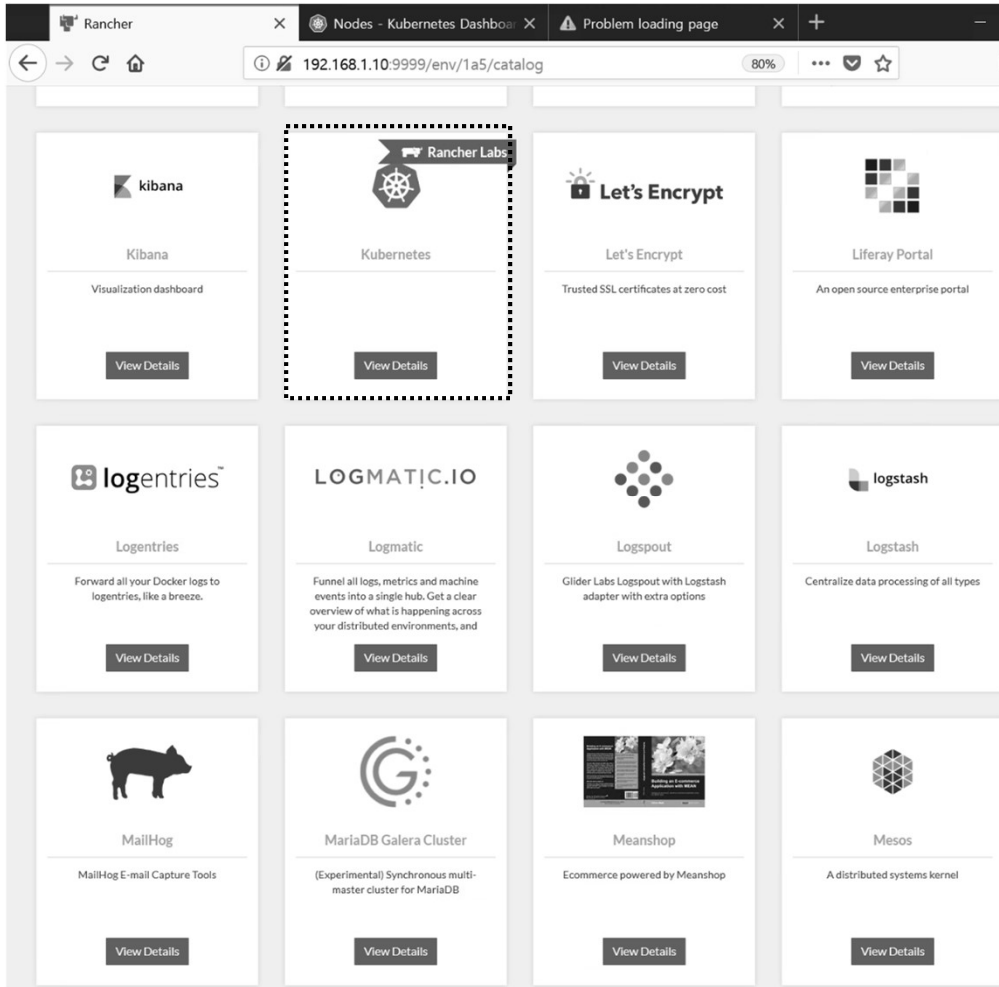 Rancher
Nodes - Kubernetes Dashboar
Problem loading page
192.168.1.10:9999/env/1a5/catalog
80%
kibana
Kibana
Visualization dashboard
View Details
Rancher Labs
Kubernetes
View Details
Let's Encrypt
Let's Encrypt
Trusted SSL certificates at zero cost
View Details
Liferay Portal
An open source enterprise portal
View Details
logentries™
Logentries
Forward all your Docker logs to
logentries, like a breeze.
View Details
LOGMATIC.IO
Logmatic
Funnel all logs, metrics and machine
events into a single hub. Get a clear
overview of what is happening across
your distributed environments, and
View Details
Logspout
Glider Labs Logspout with Logstash
adapter with extra options
View Details
logstash
Logstash
Centralize data processing of all types
View Details
MailHog
MailHog E-mail Capture Tools
View Details
MariaDB Galera Cluster
(Experimental) Synchronous multi-
master cluster for MariaDB
View Details
Building an E-commerce
Application with MEAN
Meanshop
Ecommerce powered by Meanshop
View Details
Mesos
A distributed systems kernel
View Details